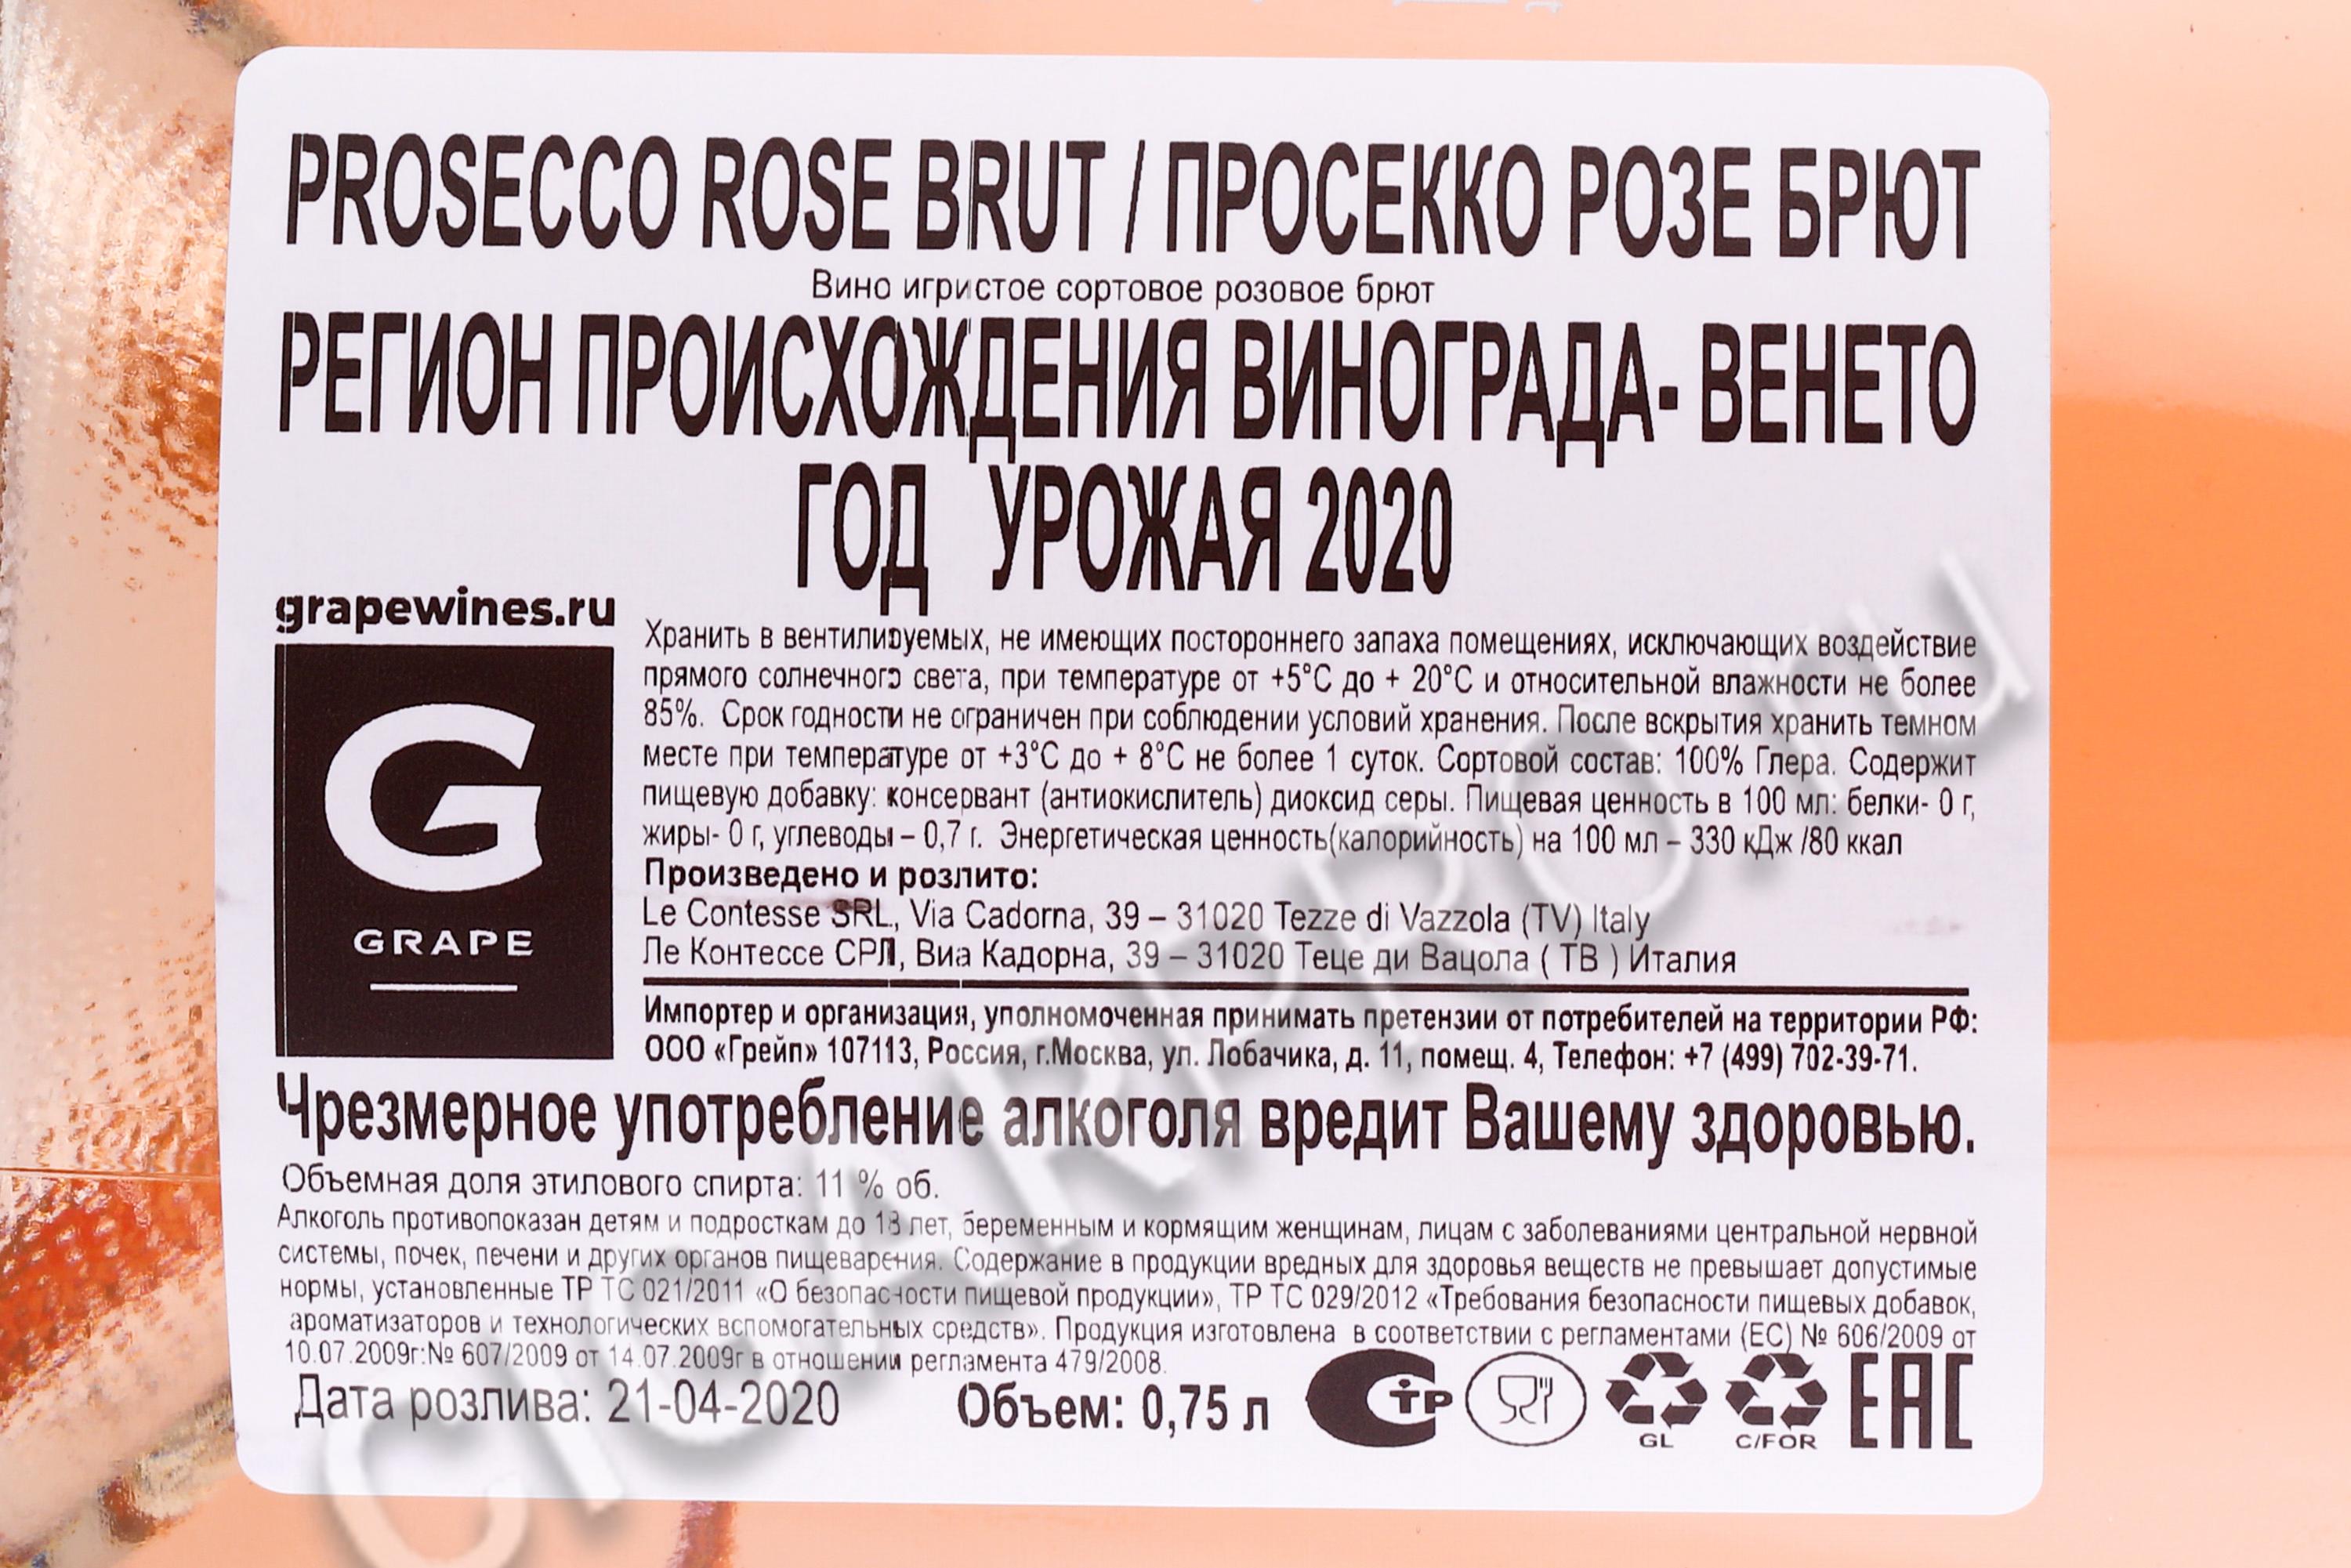 PROSECCO ROSE BRUT / ПРОСЕККО РОЗЕ БРЮТ
Вино игристое сортовое розовое брют
РЕГИОН ПРОИСХОЖДЕНИЯ ВИНОГРАДА- ВЕНЕТО
ГОД УРОЖАЯ 2020
grapewines.ru
G
GRAPE
Хранить в вентилируемых, не имеющих постороннего запаха помещениях, исключающих воздействие
прямого солнечного света, при температуре от +5°С до + 20°С и относительной влажности не более
85%. Срок годности не ограничен при соблюдении условий хранения. После вскрытия хранить темном
месте при температуре от +3°С до + 8°С не более 1 суток. Сортовой состав: 100% Глера. Содержит
пищевую добавку: консервант (антиокислитель) диоксид серы. Пищевая ценность в 100 мл: белки- 0 г,
жиры- 0 г, углеводы – 0,7 г. Энергетическая ценность(калорийность) на 100 мл – 330 кДж /80 ккал
Произведено и розлито:
Le Contesse SRL, Via Cadorna, 39 – 31020 Tezze di Vazzola (TV) Italy
Ле Контессе СРЛ, Виа Кадорна, 39 – 31020 Теце ди Вацола ( ТВ ) Италия
Импортер и организация, уполномоченная принимать претензии от потребителей на территории РФ:
ООО «Грейп» 107113, Россия, г.Москва, ул. Лобачика, д. 11, помещ. 4, Телефон: +7 (499) 702-39-71.
Чрезмерное употребление алкоголя вредит Вашему здоровью.
Объемная доля этилового спирта: 11 % об.
Алкоголь противопоказан детям и подросткам до 18 лет, беременным и кормящим женщинам, лицам с заболеваниями центральной нервной
системы, почек, печени и других органов пищеварения. Содержание в продукции вредных для здоровья веществ не превышает допустимые
нормы, установленные ТР ТС 021/2011 «О безопасности пищевой продукции», ТР ТС 029/2012 «Требования безопасности пищевых добавок,
ароматизаторов и технологических вспомогательных средств». Продукция изготовлена в соответствии с регламентами (ЕС) № 606/2009 от
10.07.2009г:№ 607/2009 от 14.07.2009г в отношении регламента 479/2008.
Дата розлива: 21-04-2020 Объем: 0,75 л СТР GL C/FOR EAC
CIGARPRO.ru